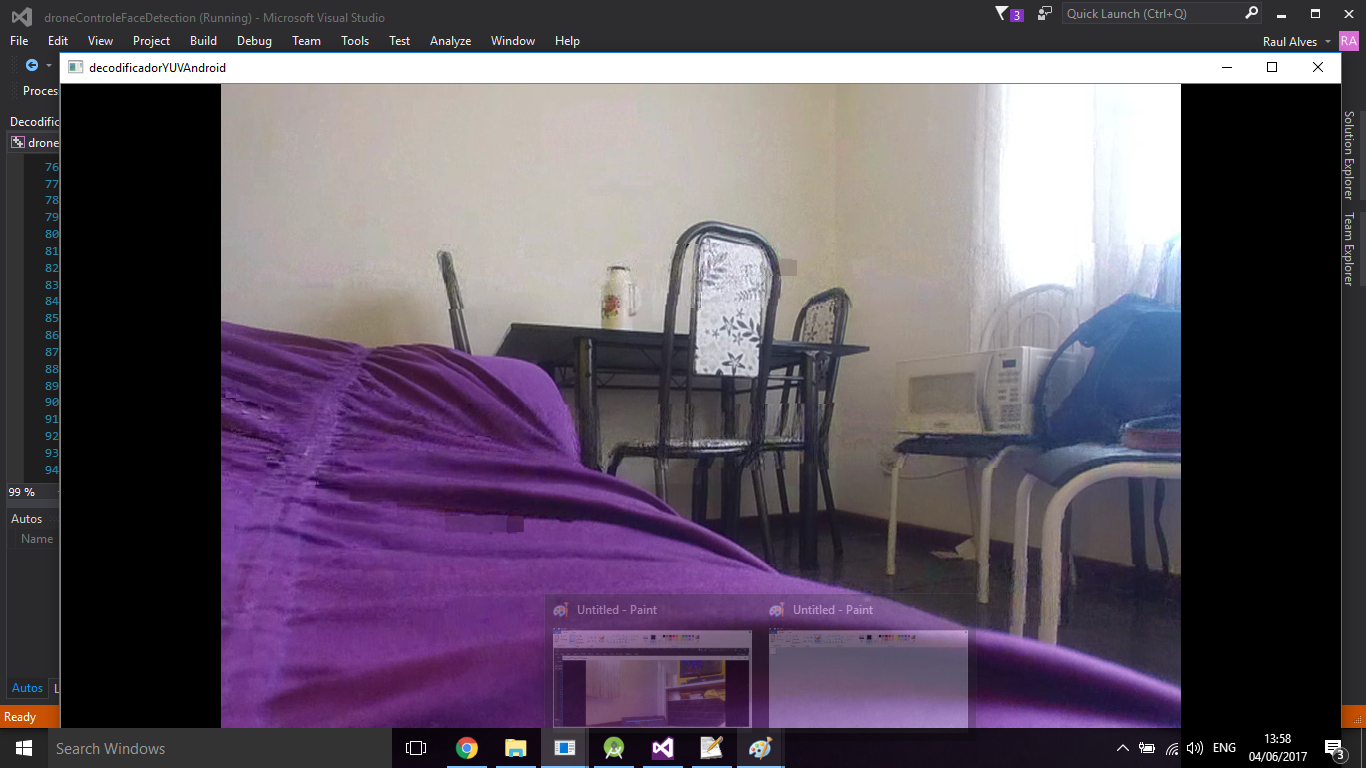 droneControleFaceDetection (Running) - Microsoft Visual Studio
3
Quick Launch (Ctrl+Q)
File Edit View Project Build Debug Team Tools Test Analyze Window Help
Raul Alves RA
decodificadorYUVAndroid
Proces
Decodific
drone
76
77
78
79
80
81
82
83
84
85
86
87
88
89
90
91
92
93
94
99 %
Autos
Name
Autos L
Ready
Solution Explorer
Team Explorer
Untitled - Paint
Untitled - Paint
Search Windows
ENG
13:58
04/06/2017
3